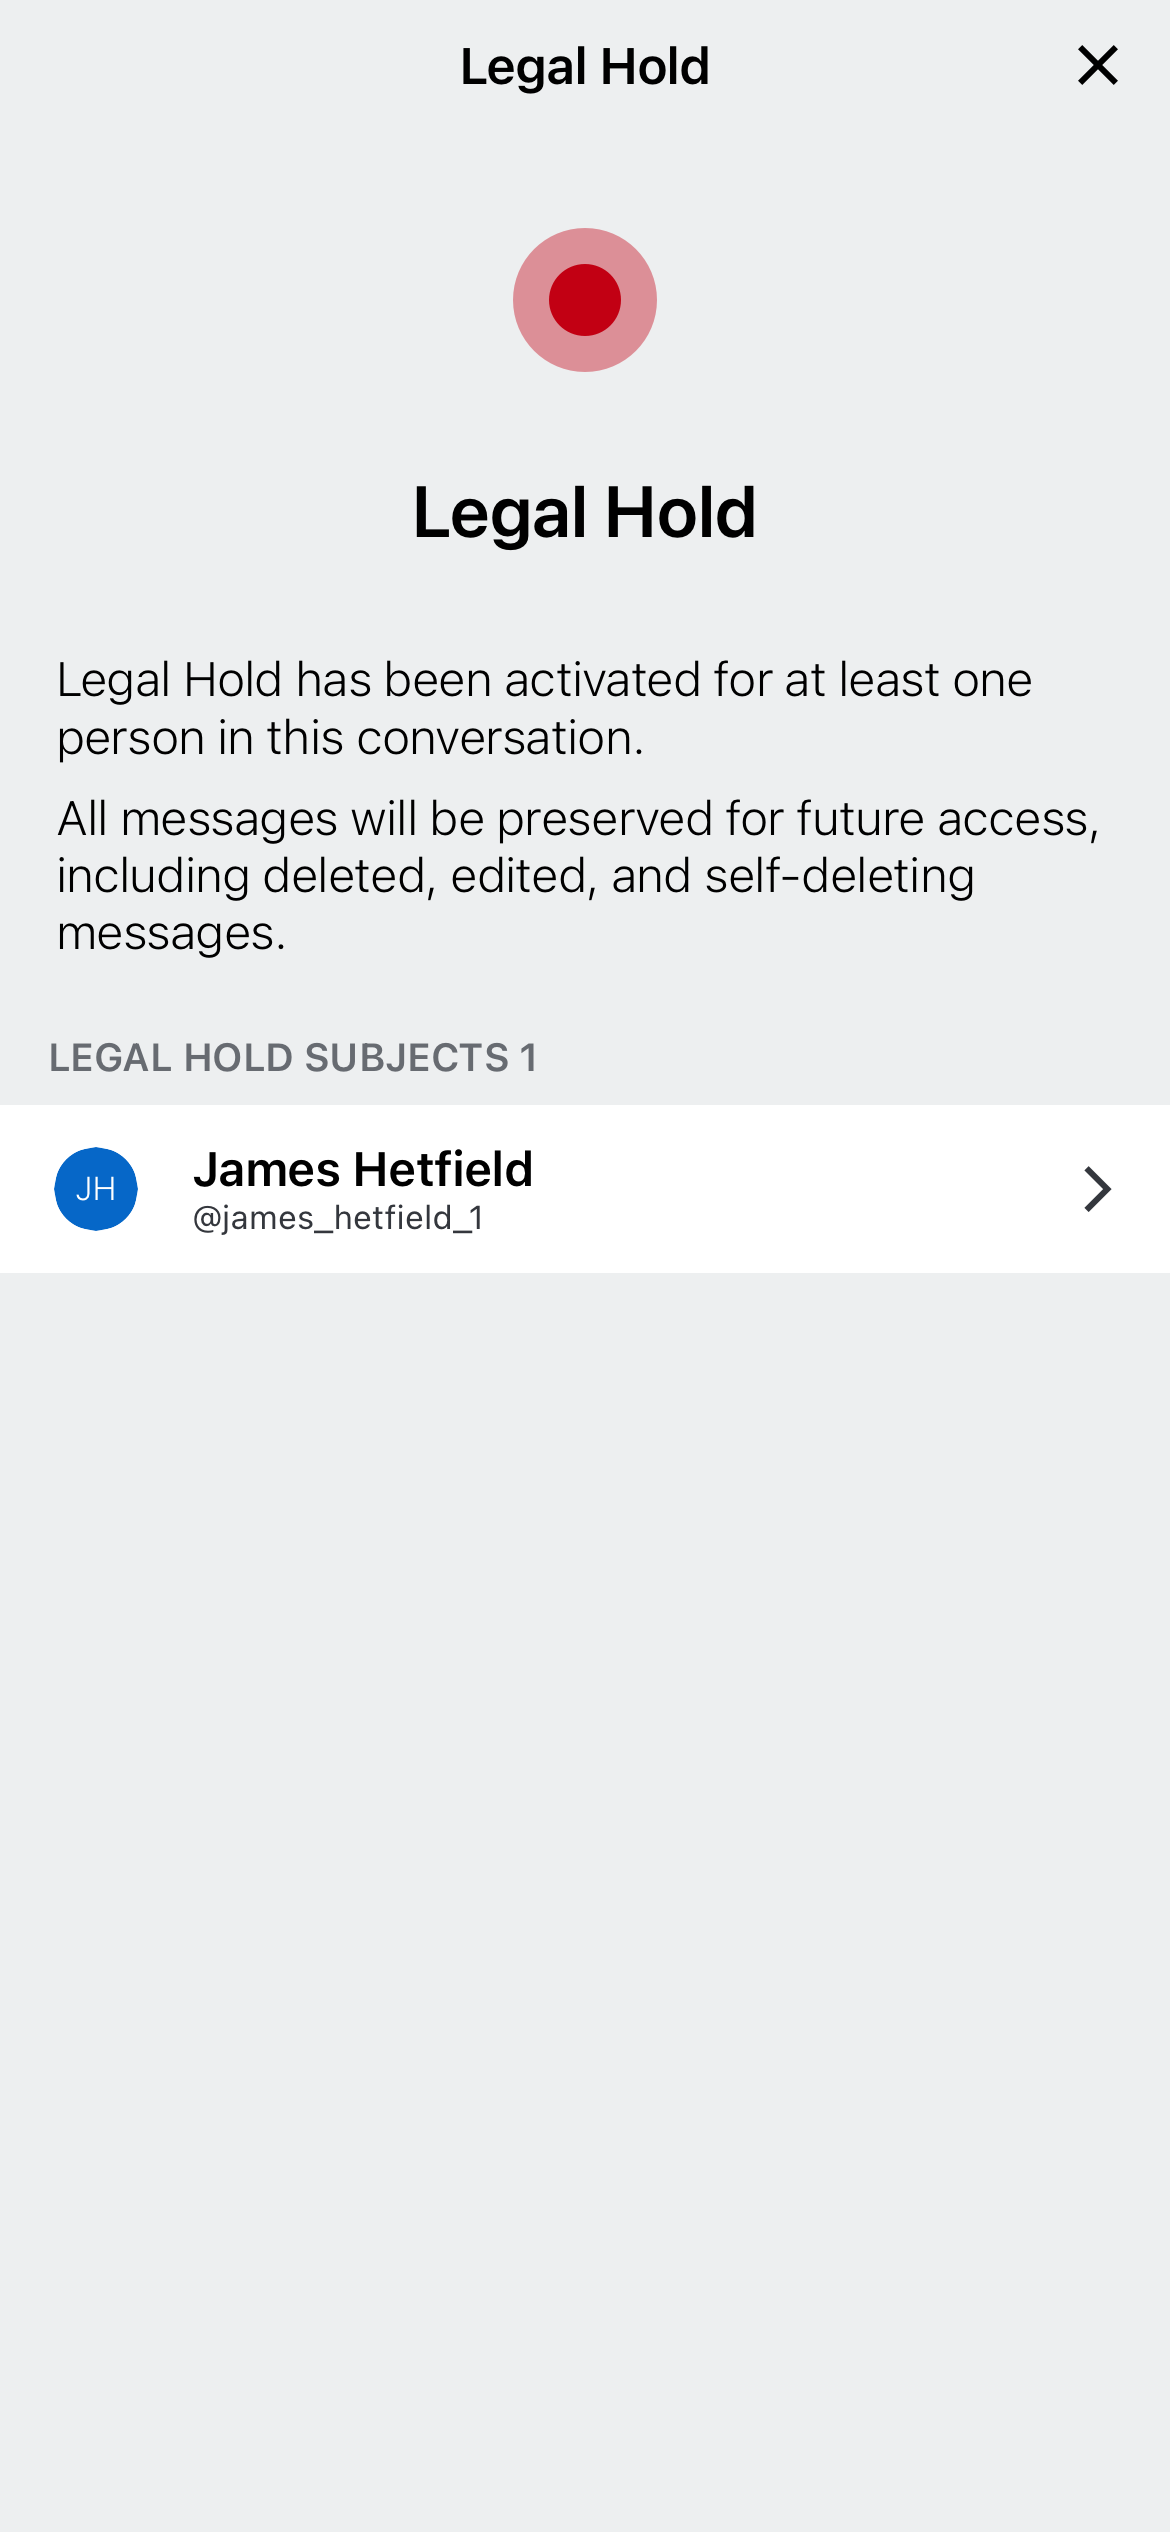 Legal Hold
Legal Hold
Legal Hold has been activated for at least one
person in this conversation.
All messages will be preserved for future access,
including deleted, edited, and self-deleting
messages.
LEGAL HOLD SUBJECTS 1
JH
James Hetfield
@james_hetfield_1